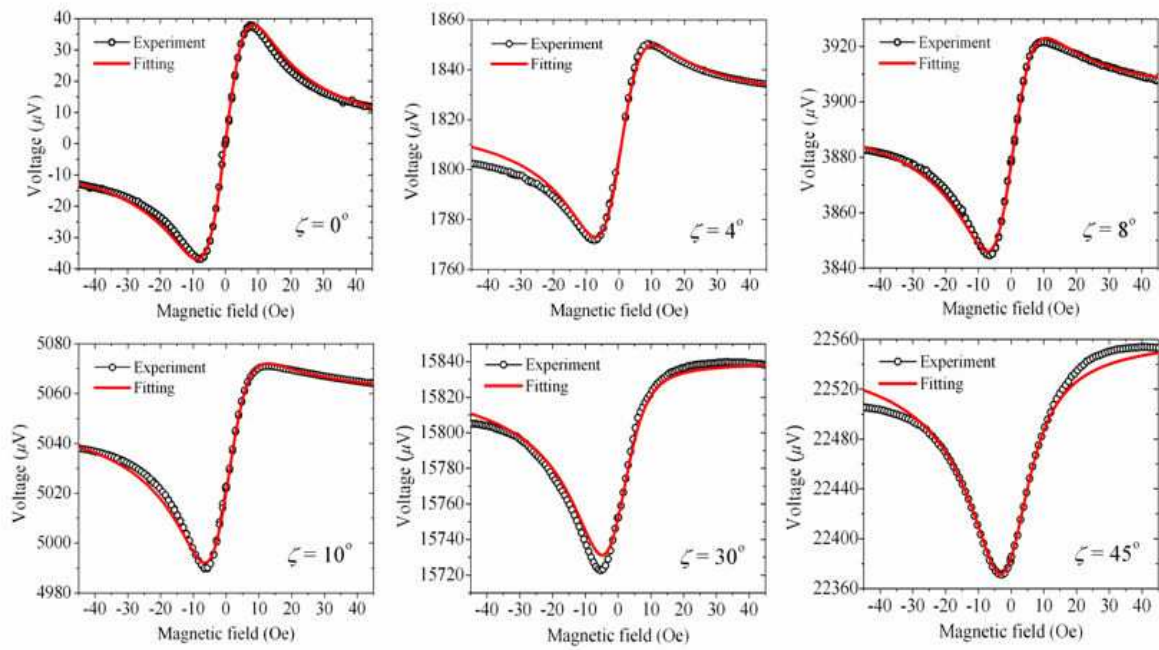 40
30
20
10
0
-10
-20
-30
-40
Voltage (μV)
Experiment
Fitting
ζ = 0°
-40 -30 -20 -10 0 10 20 30 40
Magnetic field (Oe)
1860
1840
1820
1800
1780
1760
Voltage (μV)
Experiment
Fitting
ζ = 4°
-40 -30 -20 -10 0 10 20 30 40
Magnetic field (Oe)
3920
3900
3880
3860
3840
Voltage (μV)
Experiment
Fitting
ζ = 8°
-40 -30 -20 -10 0 10 20 30 40
Magnetic field (Oe)
5080
5060
5040
5020
5000
4980
Voltage (μV)
Experiment
Fitting
ζ = 10°
-40 -30 -20 -10 0 10 20 30 40
Magnetic field (Oe)
15840
15800
15760
15720
Voltage (μV)
Experiment
Fitting
ζ = 30°
-40 -30 -20 -10 0 10 20 30 40
Magnetic field (Oe)
22560
22520
22480
22440
22400
22360
Voltage (μV)
Experiment
Fitting
ζ = 45°
-40 -30 -20 -10 0 10 20 30 40
Magnetic field (Oe)